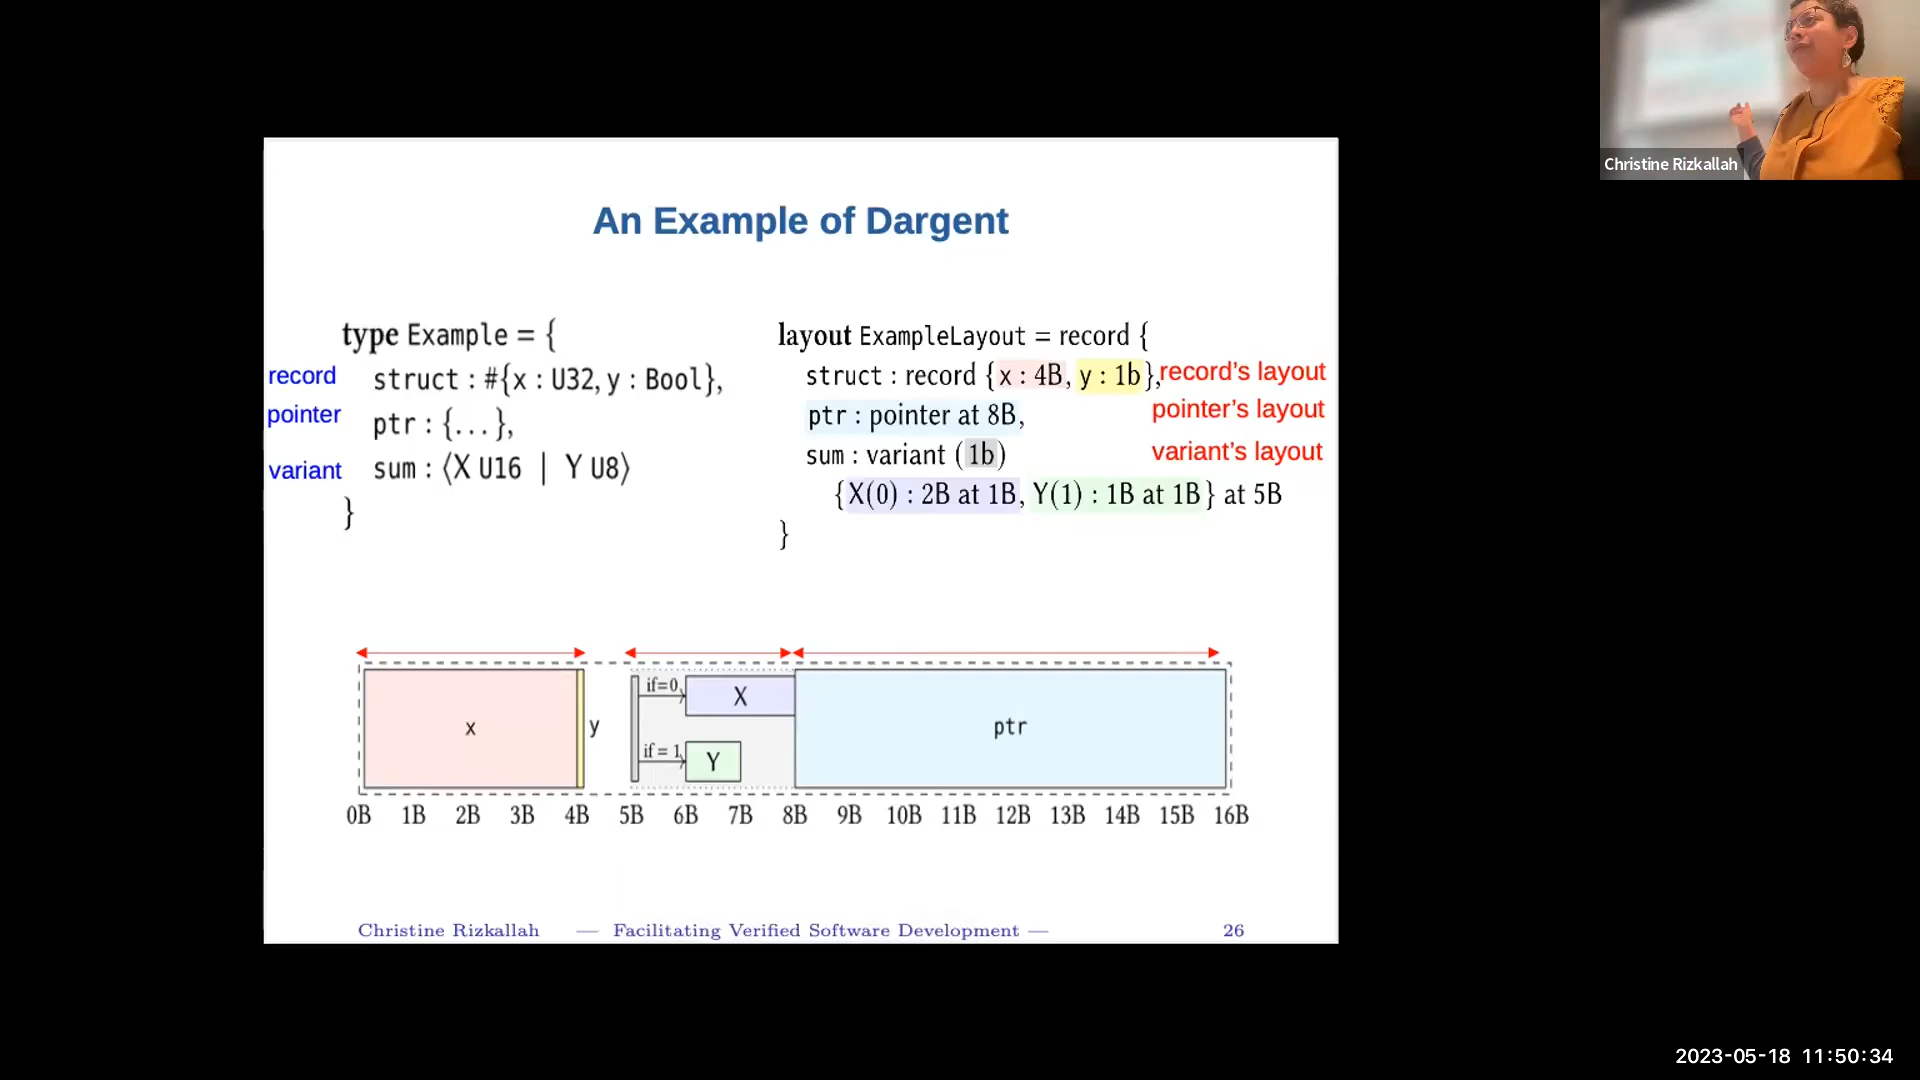 Christine Rizkallah
An Example of Dargent
type Example = {
record struct : #{x : U32, y : Bool},
pointer ptr : {...},
variant sum : ⟨X U16 | Y U8⟩
}
layout ExampleLayout = record {
struct : record {x : 4B, y : 1b}, record's layout
ptr : pointer at 8B, pointer's layout
sum : variant (1b) variant's layout
{X(0) : 2B at 1B, Y(1) : 1B at 1B} at 5B
}
x y if=0 X ptr
if = 1 Y
0B 1B 2B 3B 4B 5B 6B 7B 8B 9B 10B 11B 12B 13B 14B 15B 16B
Christine Rizkallah — Facilitating Verified Software Development — 26
2023-05-18 11:50:34